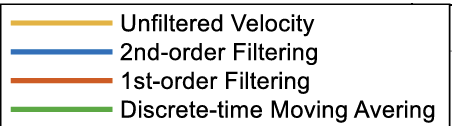 Unfiltered Velocity
2nd-order Filtering
1st-order Filtering
Discrete-time Moving Avering